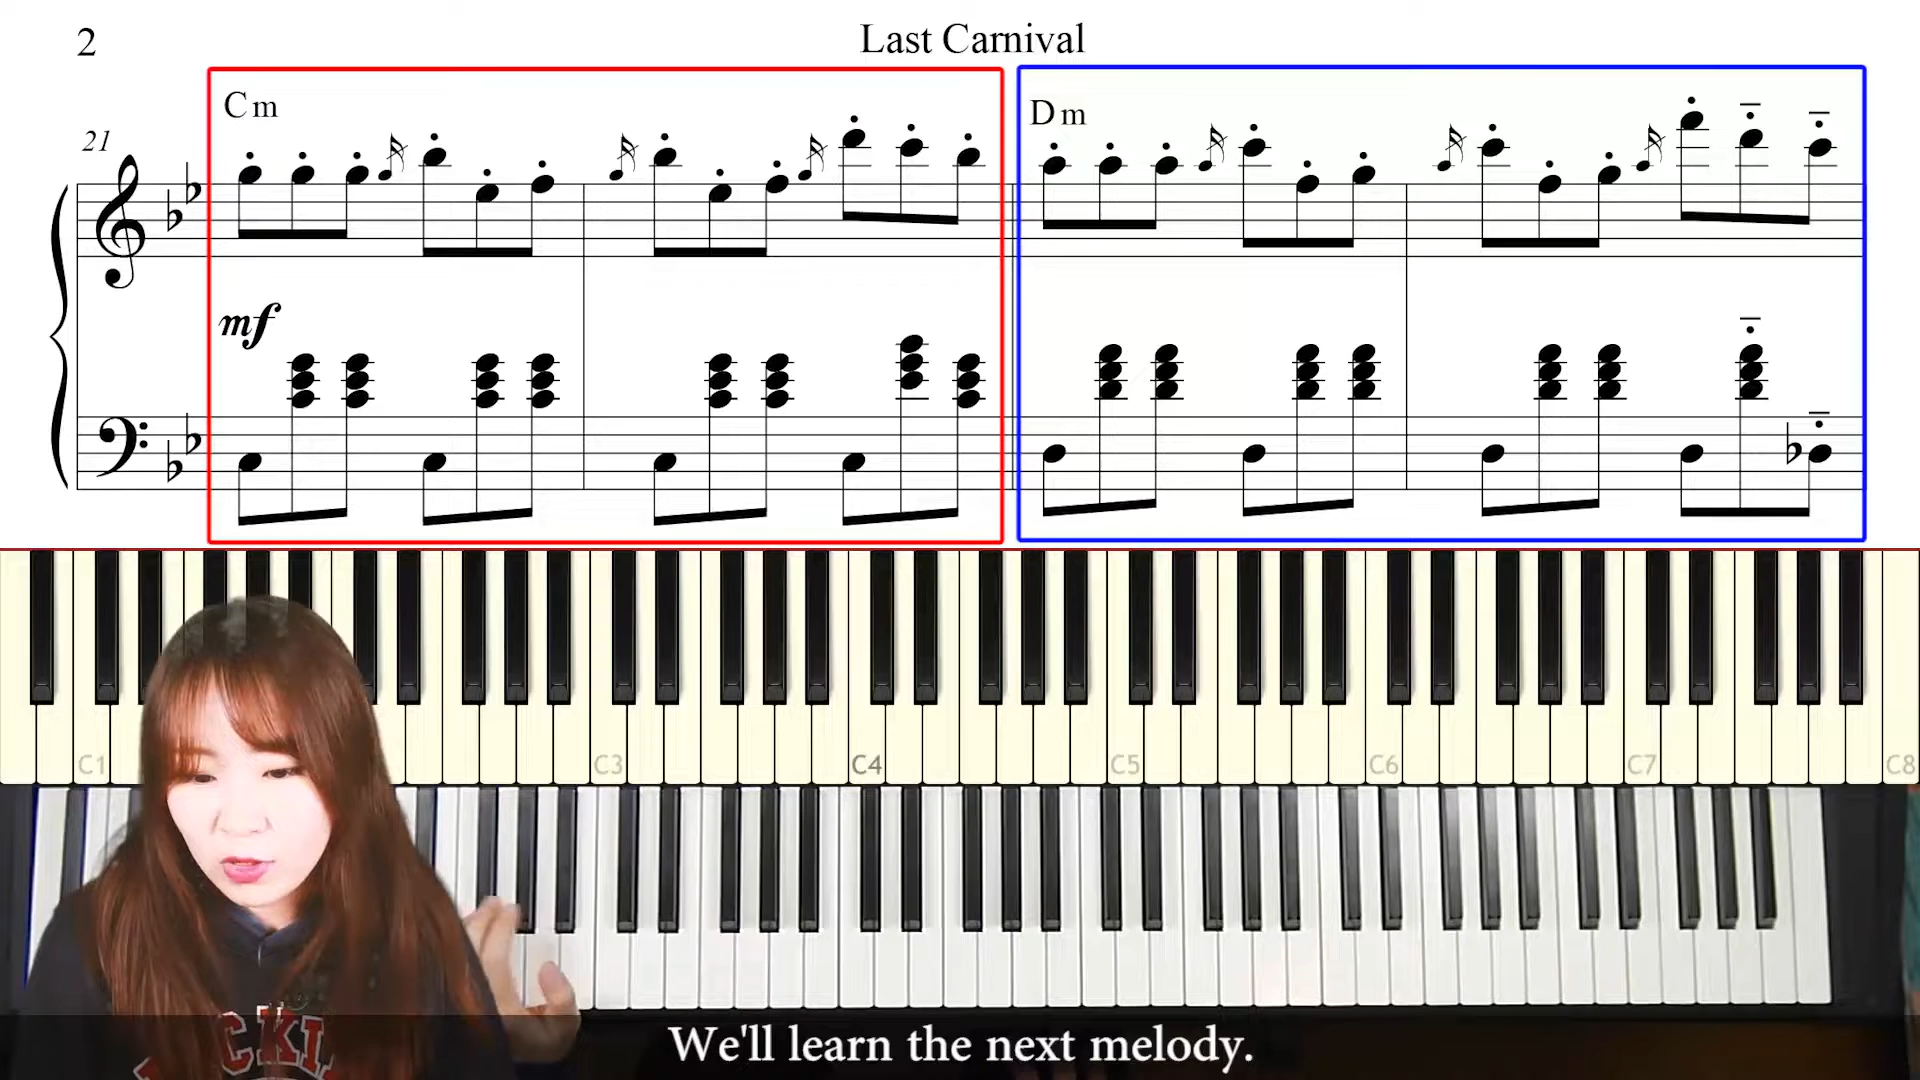 2
Last Carnival
Cm
Dm
21
mf
C1
C3
C4
C5
C6
C7
C8
CKI
We'll learn the next melody.